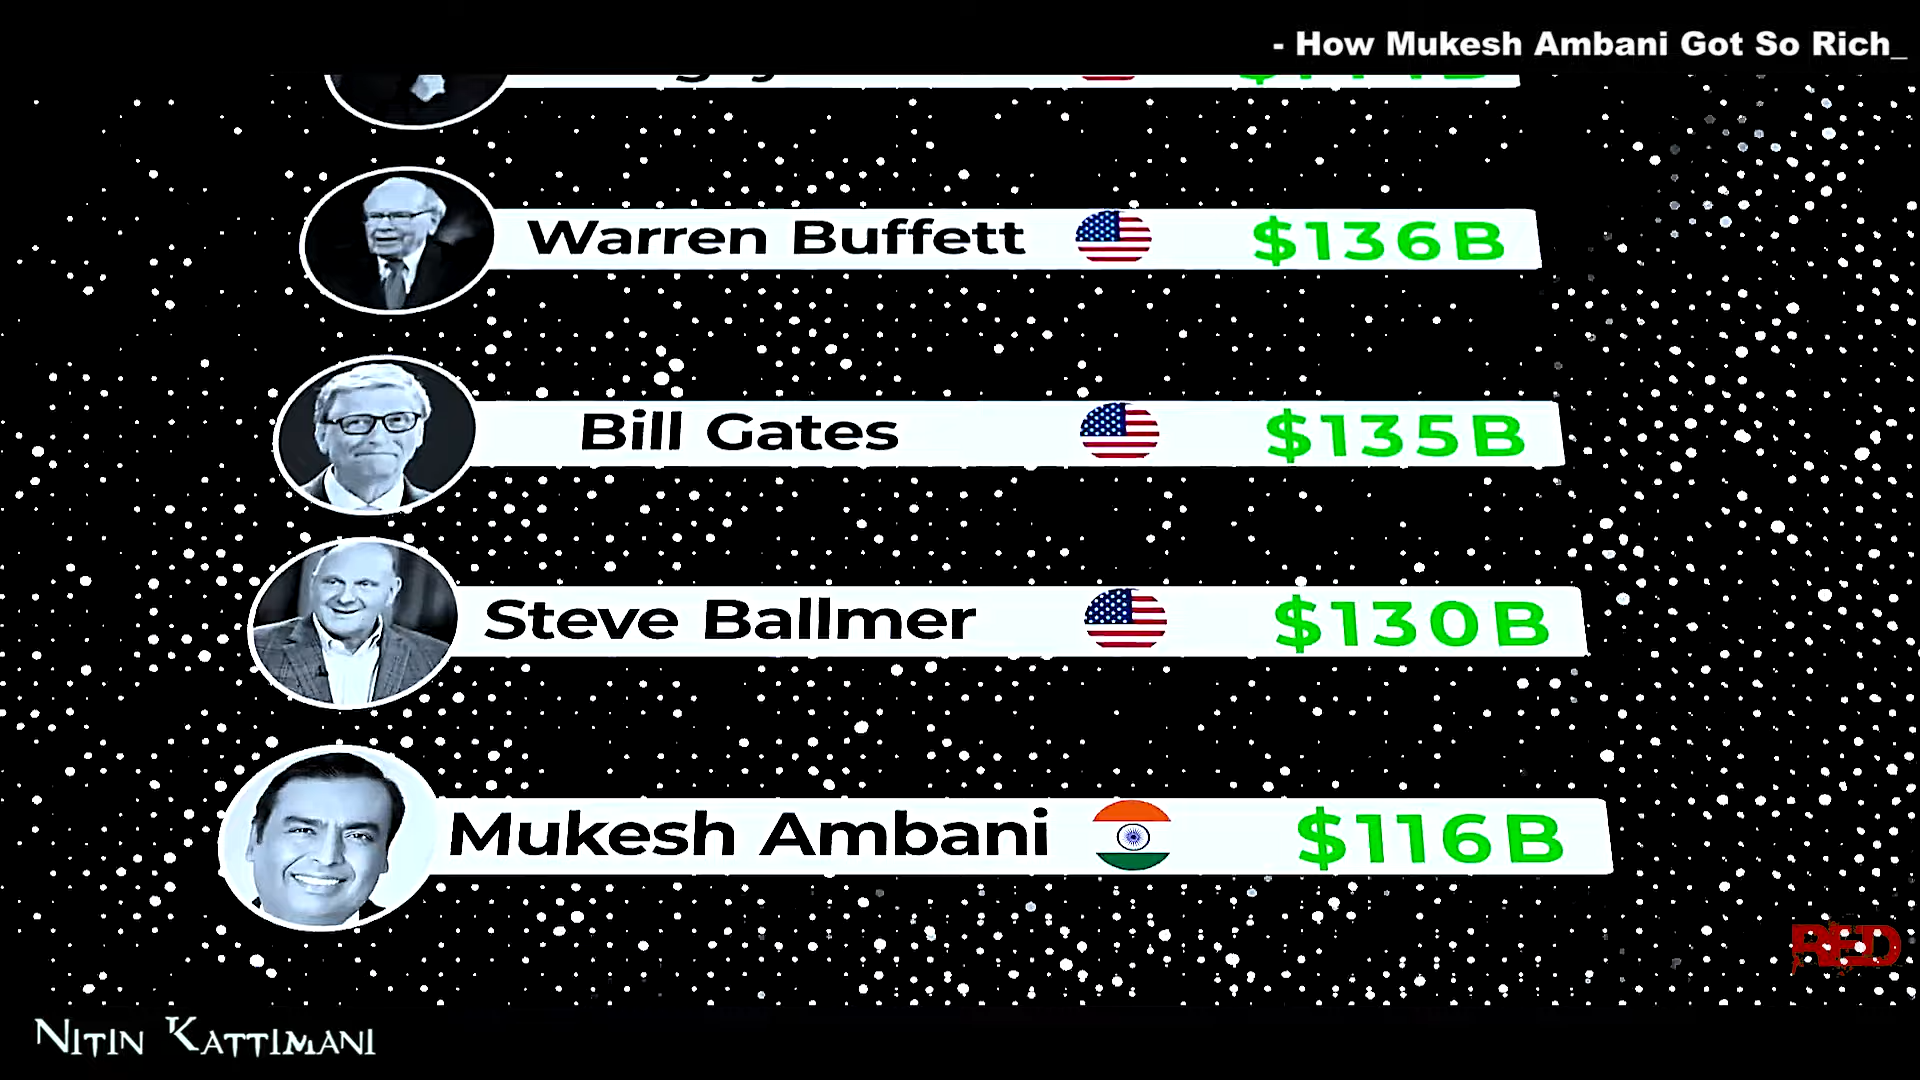 - How Mukesh Ambani Got So Rich_
Warren Buffett $136B
Bill Gates $135B
Steve Ballmer $130B
Mukesh Ambani $116B
RED
NITIN KATTIMANI